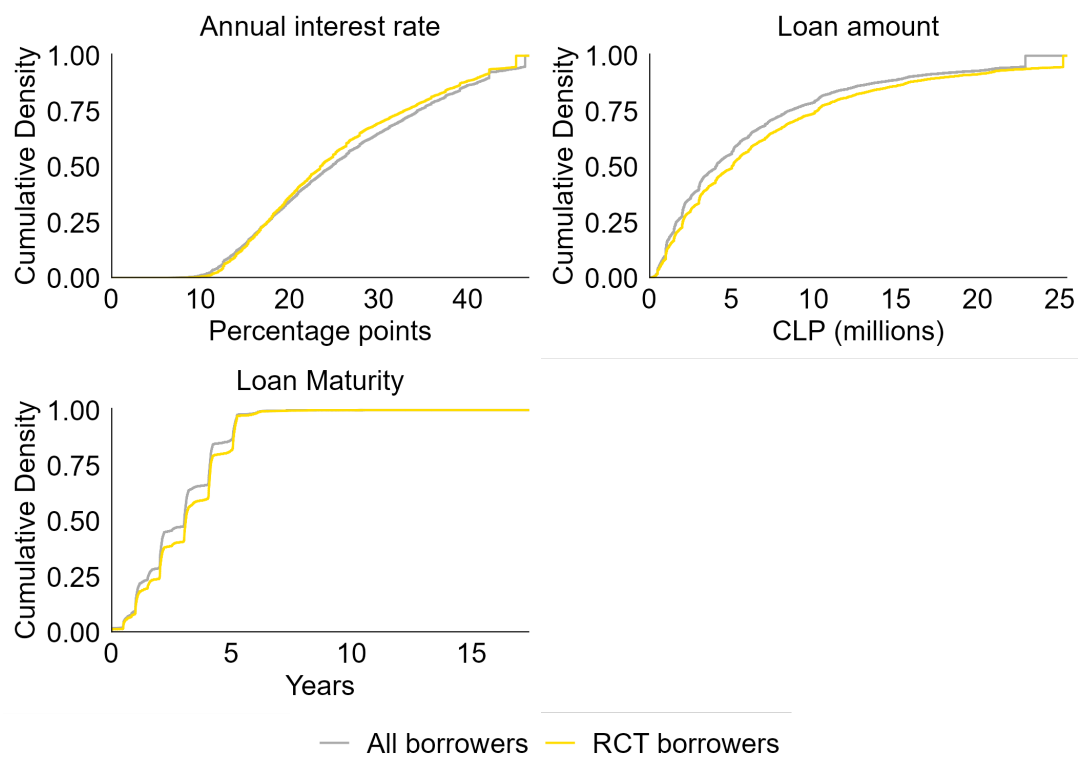 Annual interest rate
Cumulative Density
1.00
0.75
0.50
0.25
0.00
0 10 20 30 40
Percentage points
Loan amount
Cumulative Density
1.00
0.75
0.50
0.25
0.00
0 5 10 15 20 25
CLP (millions)
Loan Maturity
Cumulative Density
1.00
0.75
0.50
0.25
0.00
0 5 10 15
Years
All borrowers RCT borrowers